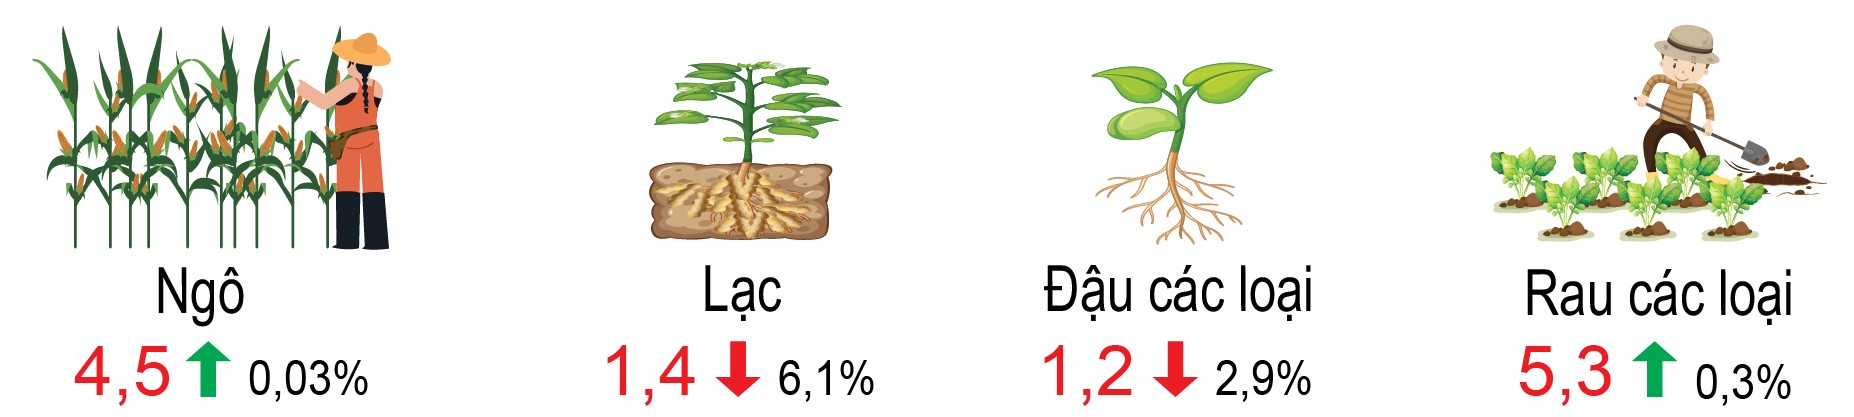 Ngô
4,5 0,03%
Lạc
1,4 6,1%
Đậu các loại
1,2 2,9%
Rau các loại
5,3 0,3%